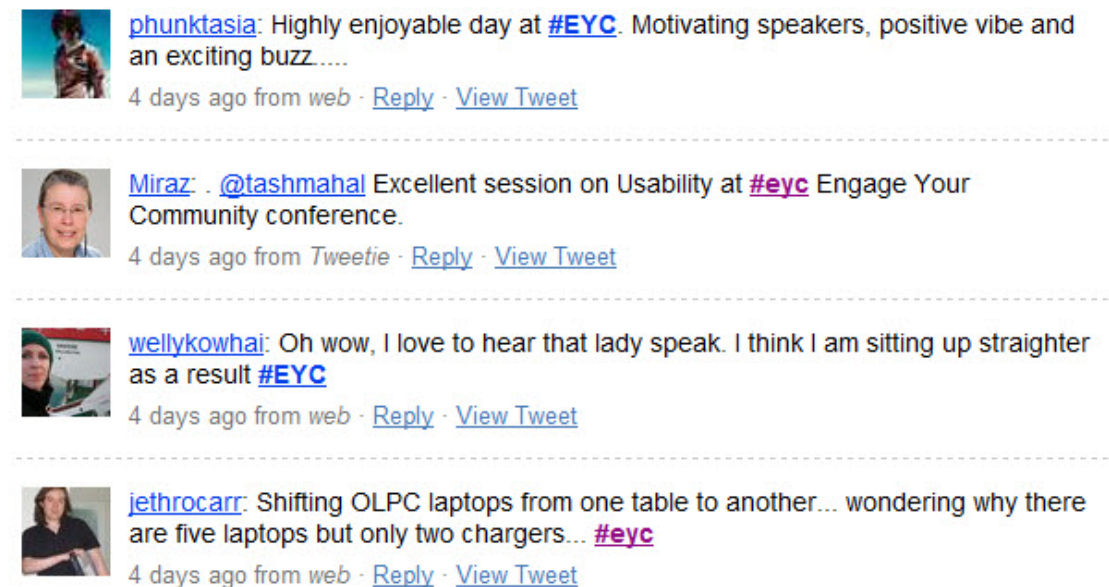 phunktasia: Highly enjoyable day at #EYC. Motivating speakers, positive vibe and
an exciting buzz.....
4 days ago from web · Reply · View Tweet
Miraz: . @tashmahal Excellent session on Usability at #eyc Engage Your
Community conference.
4 days ago from Tweetie · Reply · View Tweet
wellykowhai: Oh wow, I love to hear that lady speak. I think I am sitting up straighter
as a result #EYC
4 days ago from web · Reply · View Tweet
jethrocarr: Shifting OLPC laptops from one table to another... wondering why there
are five laptops but only two chargers... #eyc
4 days ago from web · Reply · View Tweet